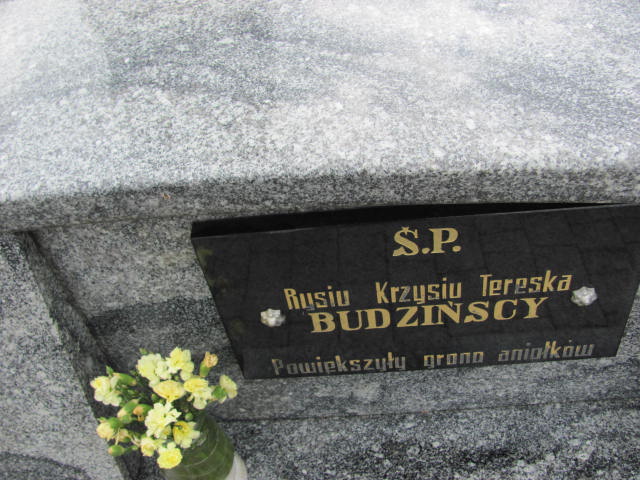 Ś.P.
Rysiu Krzysiu Tereska
BUDZIŃSCY
Powiększyły grono aniołków